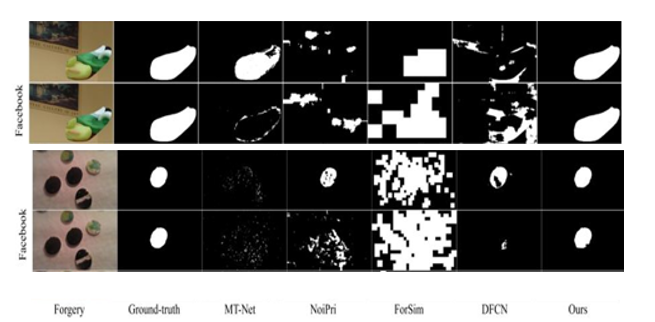 Facebook
Facebook
Forgery Ground-truth MT-Net NoiPri ForSim DFCN Ours